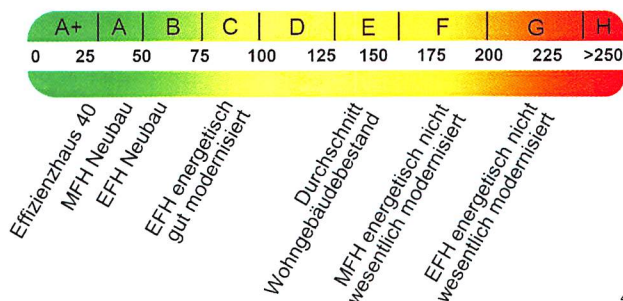 A+ A B C D E F G H
0 25 50 75 100 125 150 175 200 225 >250
Effizienzhaus 40
MFH Neubau
EFH Neubau
EFH energetisch
gut modernisiert
Durchschnitt
Wohngebäudebestand
MFH energetisch nicht
wesentlich modernisiert
EFH energetisch nicht
wesentlich modernisiert